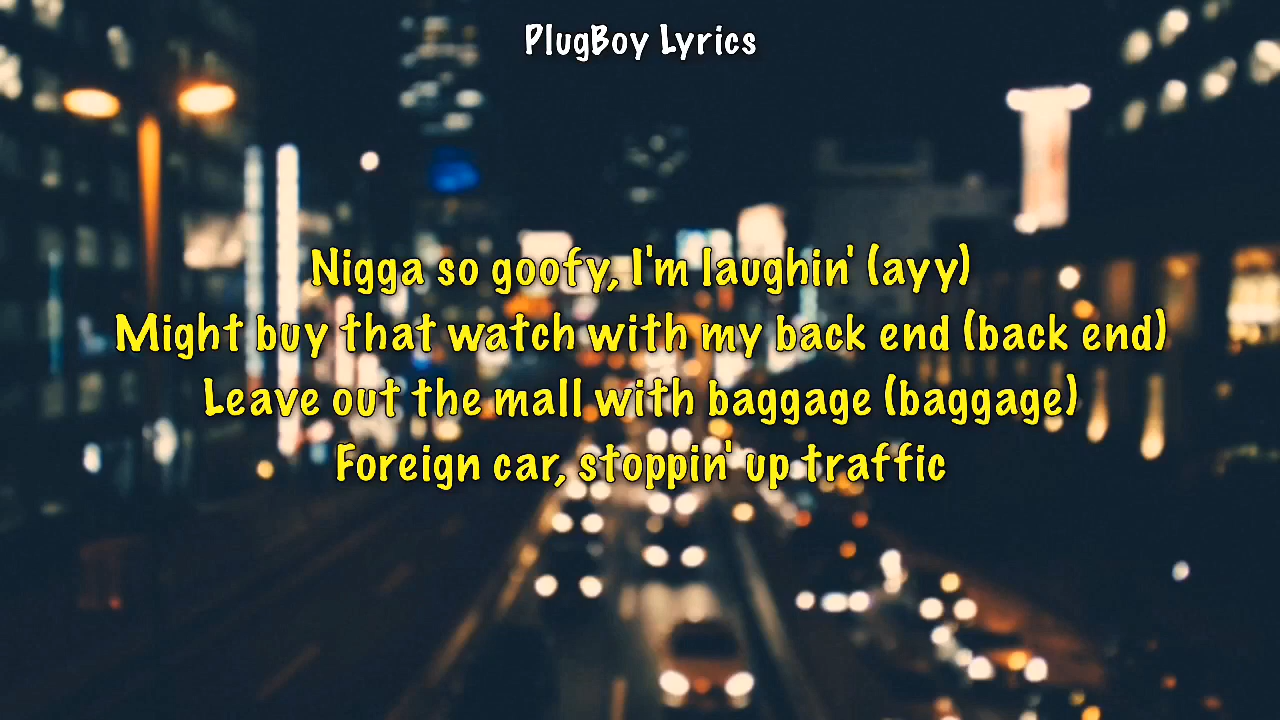 PlugBoy Lyrics
Nigga so goofy, I'm laughin' (ayy)
Might buy that watch with my back end (back end)
Leave out the mall with baggage (baggage)
Foreign car, stoppin' up traffic